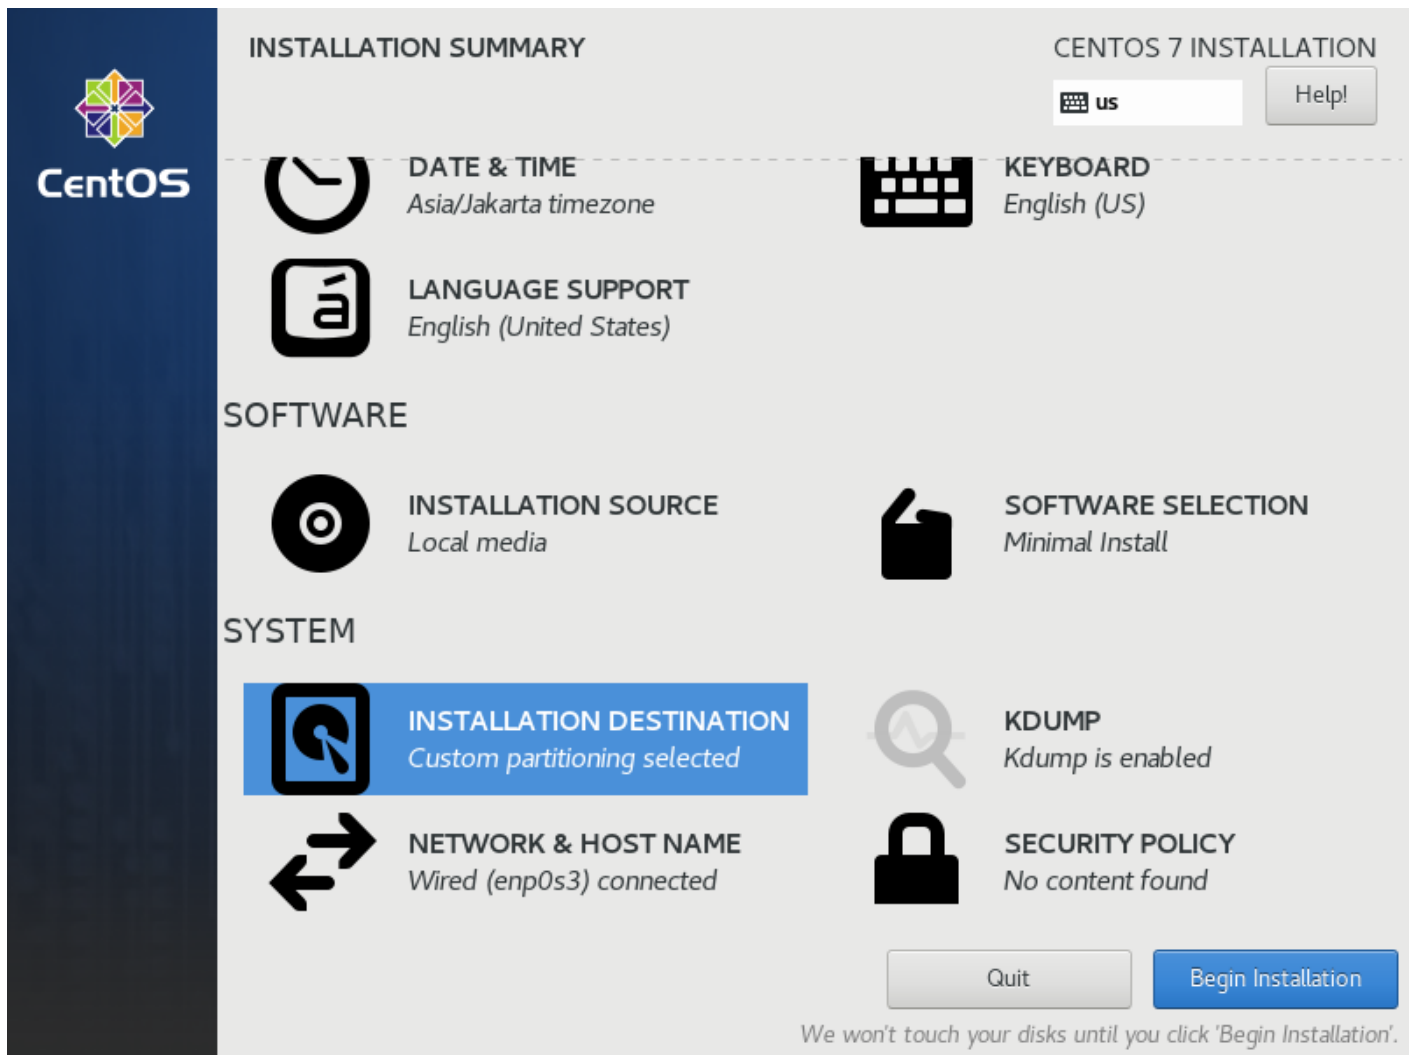 INSTALLATION SUMMARY
CENTOS 7 INSTALLATION
us
Help!
CentOS
DATE & TIME
Asia/Jakarta timezone
KEYBOARD
English (US)
á
LANGUAGE SUPPORT
English (United States)
SOFTWARE
INSTALLATION SOURCE
Local media
SOFTWARE SELECTION
Minimal Install
SYSTEM
INSTALLATION DESTINATION
Custom partitioning selected
KDUMP
Kdump is enabled
NETWORK & HOST NAME
Wired (enp0s3) connected
SECURITY POLICY
No content found
Quit
Begin Installation
We won't touch your disks until you click 'Begin Installation'.